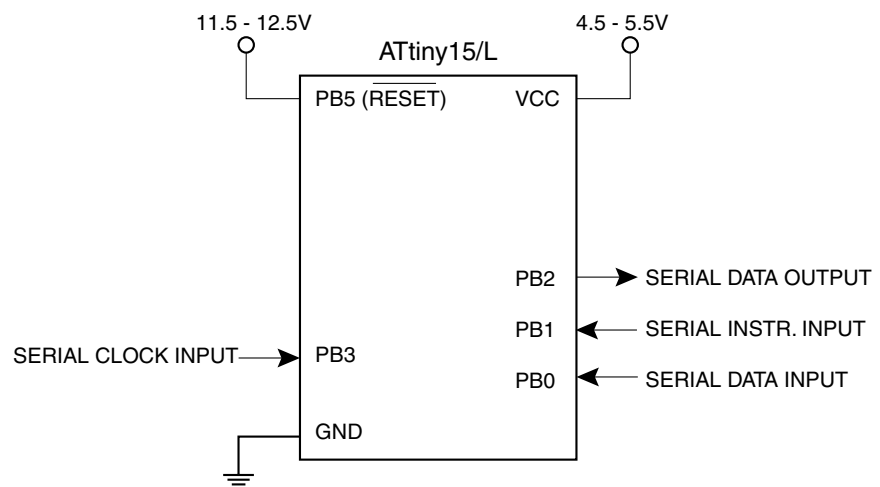 11.5 - 12.5V
4.5 - 5.5V
ATtiny15/L
PB5 (RESET)
VCC
PB2
SERIAL DATA OUTPUT
PB1
SERIAL INSTR. INPUT
SERIAL CLOCK INPUT
PB3
PB0
SERIAL DATA INPUT
GND